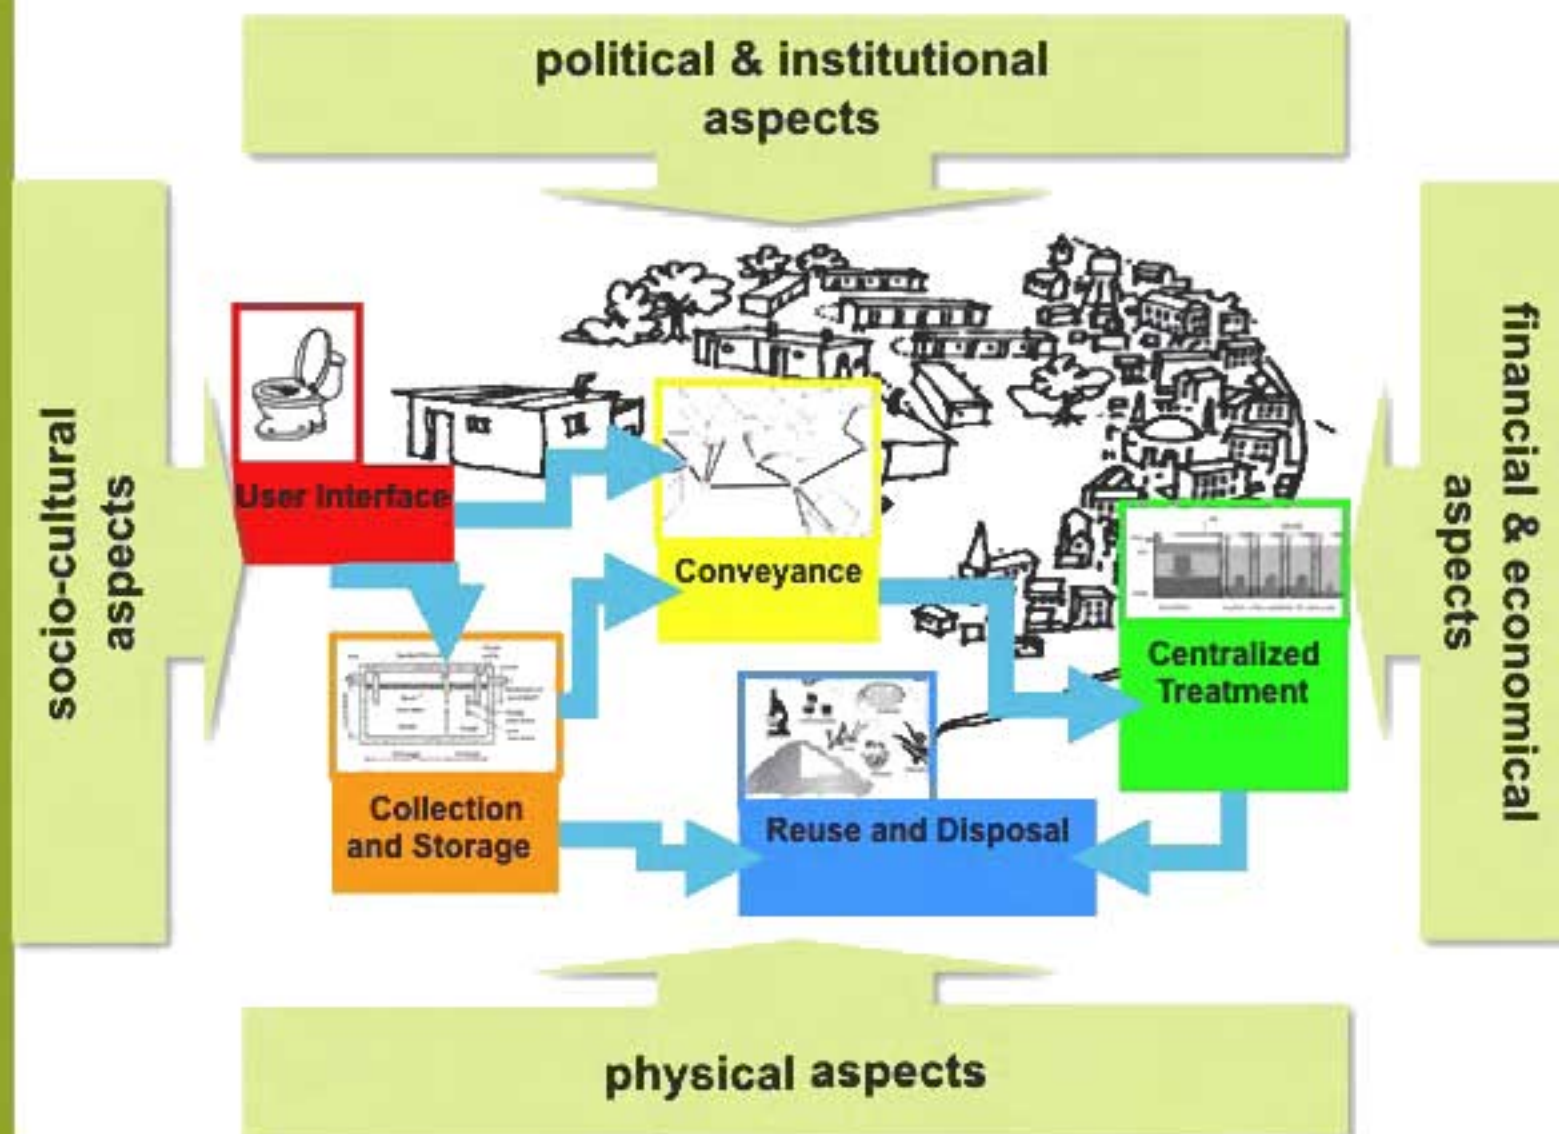 political & institutional
aspects
socio-cultural
aspects
financial & economical
aspects
User Interface
Conveyance
Centralized
Treatment
Collection
and Storage
Reuse and Disposal
physical aspects